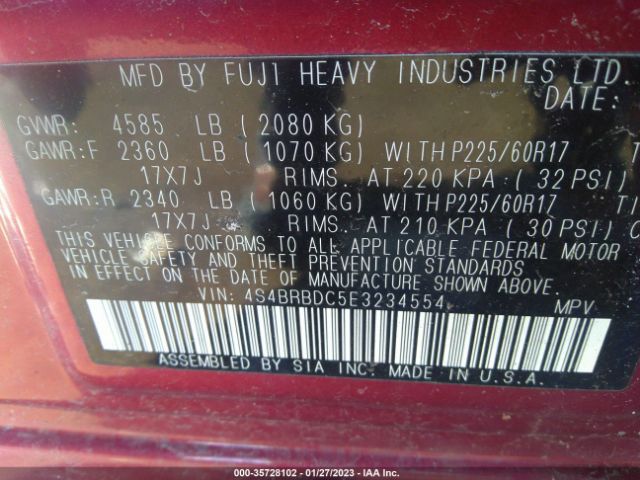 MFD BY FUJI HEAVY INDUSTRIES LTD.
DATE:
GVWR: 4585 LB ( 2080 KG)
GAWR:F 2360 LB ( 1070 KG) WITH P225/60R17 T
17X7J RIMS. AT 220 KPA ( 32 PSI)
GAWR:R 2340 LB ( 1060 KG) WITH P225/60R17 T
17X7J RIMS. AT 210 KPA ( 30 PSI) C
THIS VEHICLE CONFORMS TO ALL APPLICABLE FEDERAL MOTOR
VEHICLE SAFETY AND THEFT PREVENTION STANDARDS
IN EFFECT ON THE DATE OF MANUFACTURE SHOWN ABOVE.
VIN: 4S4BRBDC5E3234554 MPV
ASSEMBLED BY SIA INC. MADE IN U.S.A.
000-35728102 — 01/27/2023 — IAA Inc.